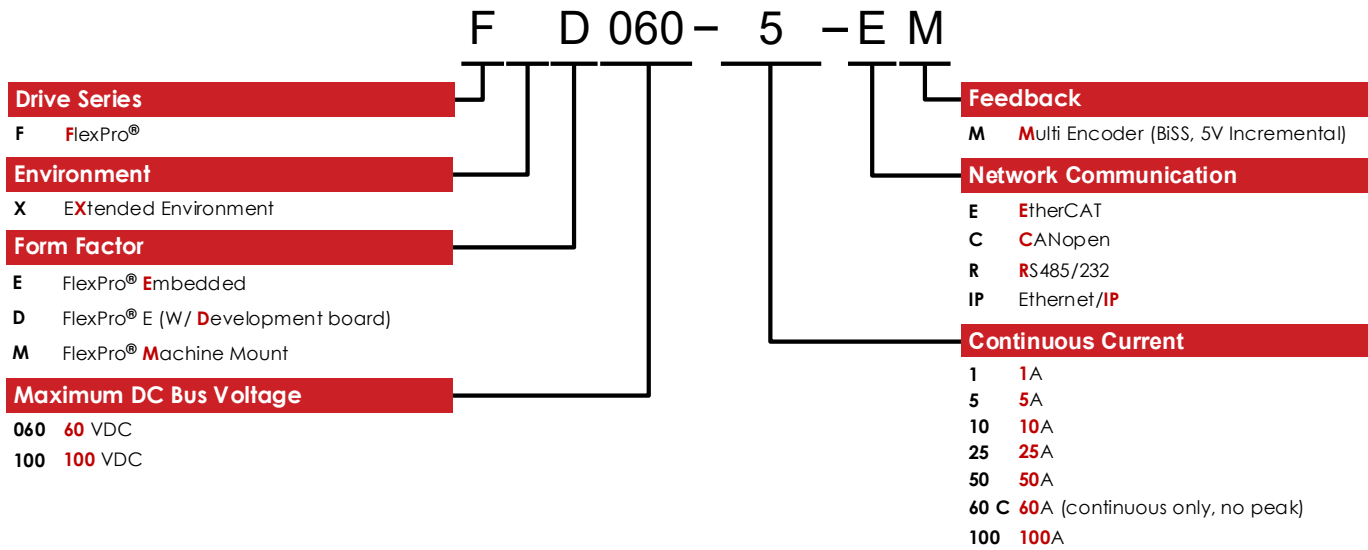 F D 060 – 5 – E M
Drive Series
F FlexPro®
Environment
X EXtended Environment
Form Factor
E FlexPro® Embedded
D FlexPro® E (W/ Development board)
M FlexPro® Machine Mount
Maximum DC Bus Voltage
060 60 VDC
100 100 VDC
Feedback
M Multi Encoder (BiSS, 5V Incremental)
Network Communication
E EtherCAT
C CANopen
R RS485/232
IP Ethernet/IP
Continuous Current
1 1A
5 5A
10 10A
25 25A
50 50A
60 C 60A (continuous only, no peak)
100 100A